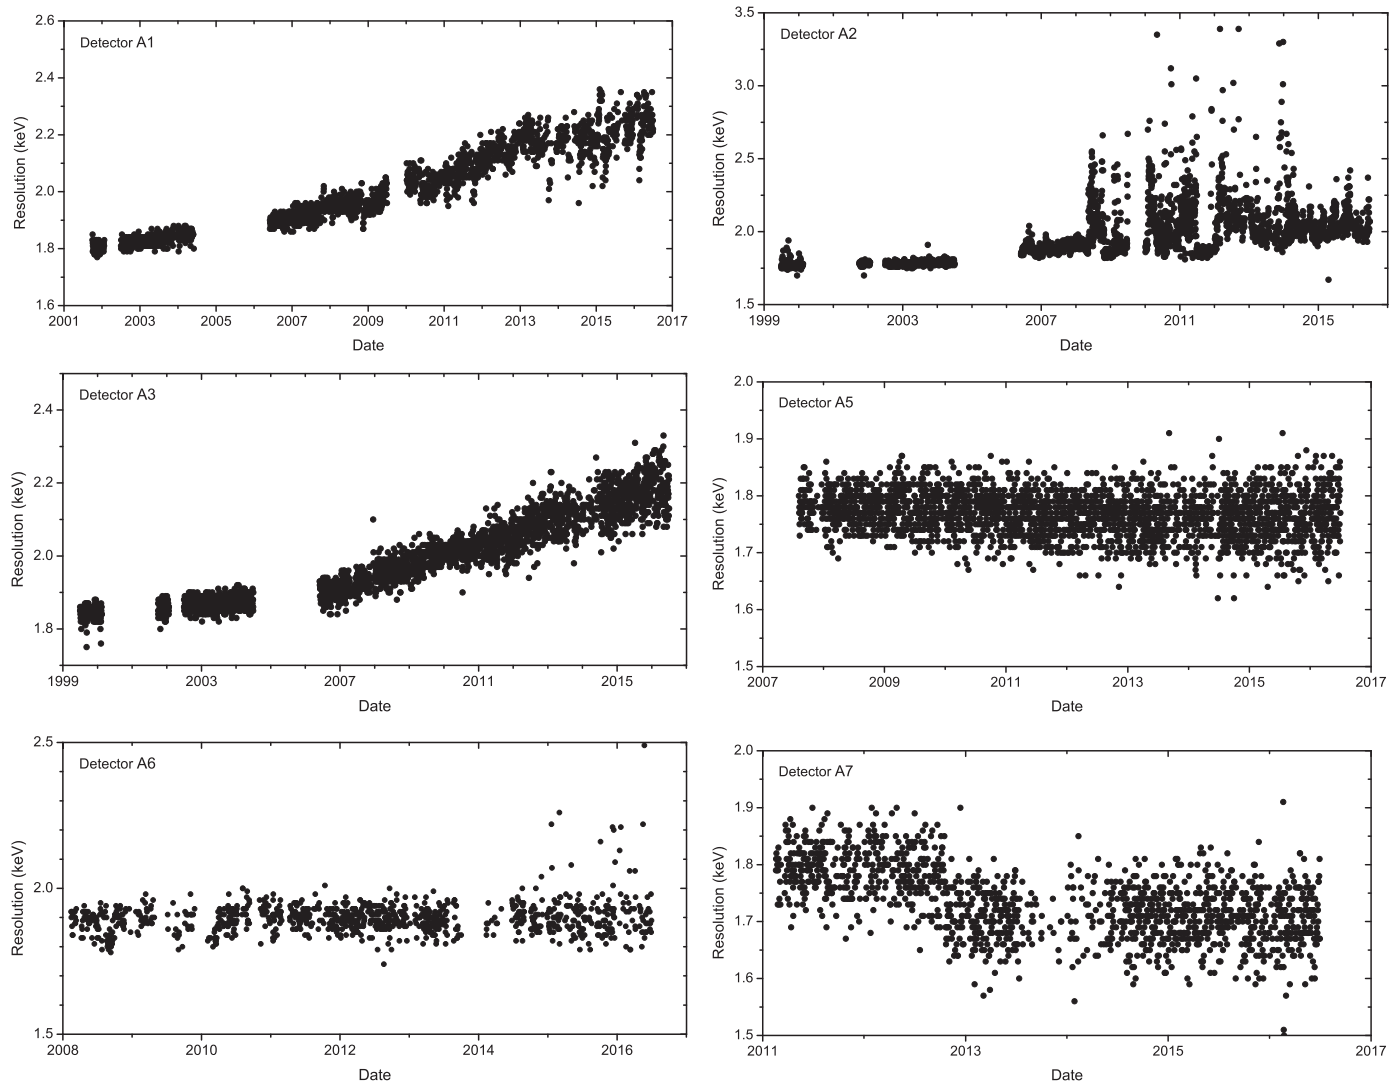 Detector A1
Resolution (keV)
2.6
2.4
2.2
2.0
1.8
1.6
2001 2003 2005 2007 2009 2011 2013 2015 2017
Date
Detector A2
Resolution (keV)
3.5
3.0
2.5
2.0
1.5
1999 2003 2007 2011 2015
Date
Detector A3
Resolution (keV)
2.4
2.2
2.0
1.8
1999 2003 2007 2011 2015
Date
Detector A5
Resolution (keV)
2.0
1.9
1.8
1.7
1.6
1.5
2007 2009 2011 2013 2015 2017
Date
Detector A6
Resolution (keV)
2.5
2.0
1.5
2008 2010 2012 2014 2016
Date
Detector A7
Resolution (keV)
2.0
1.9
1.8
1.7
1.6
1.5
2011 2013 2015 2017
Date